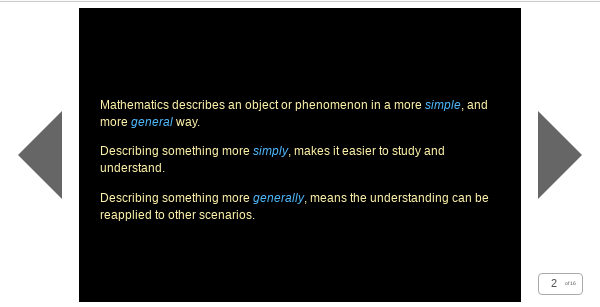 Mathematics describes an object or phenomenon in a more simple, and
more general way.
Describing something more simply, makes it easier to study and
understand.
Describing something more generally, means the understanding can be
reapplied to other scenarios.
2 of 16